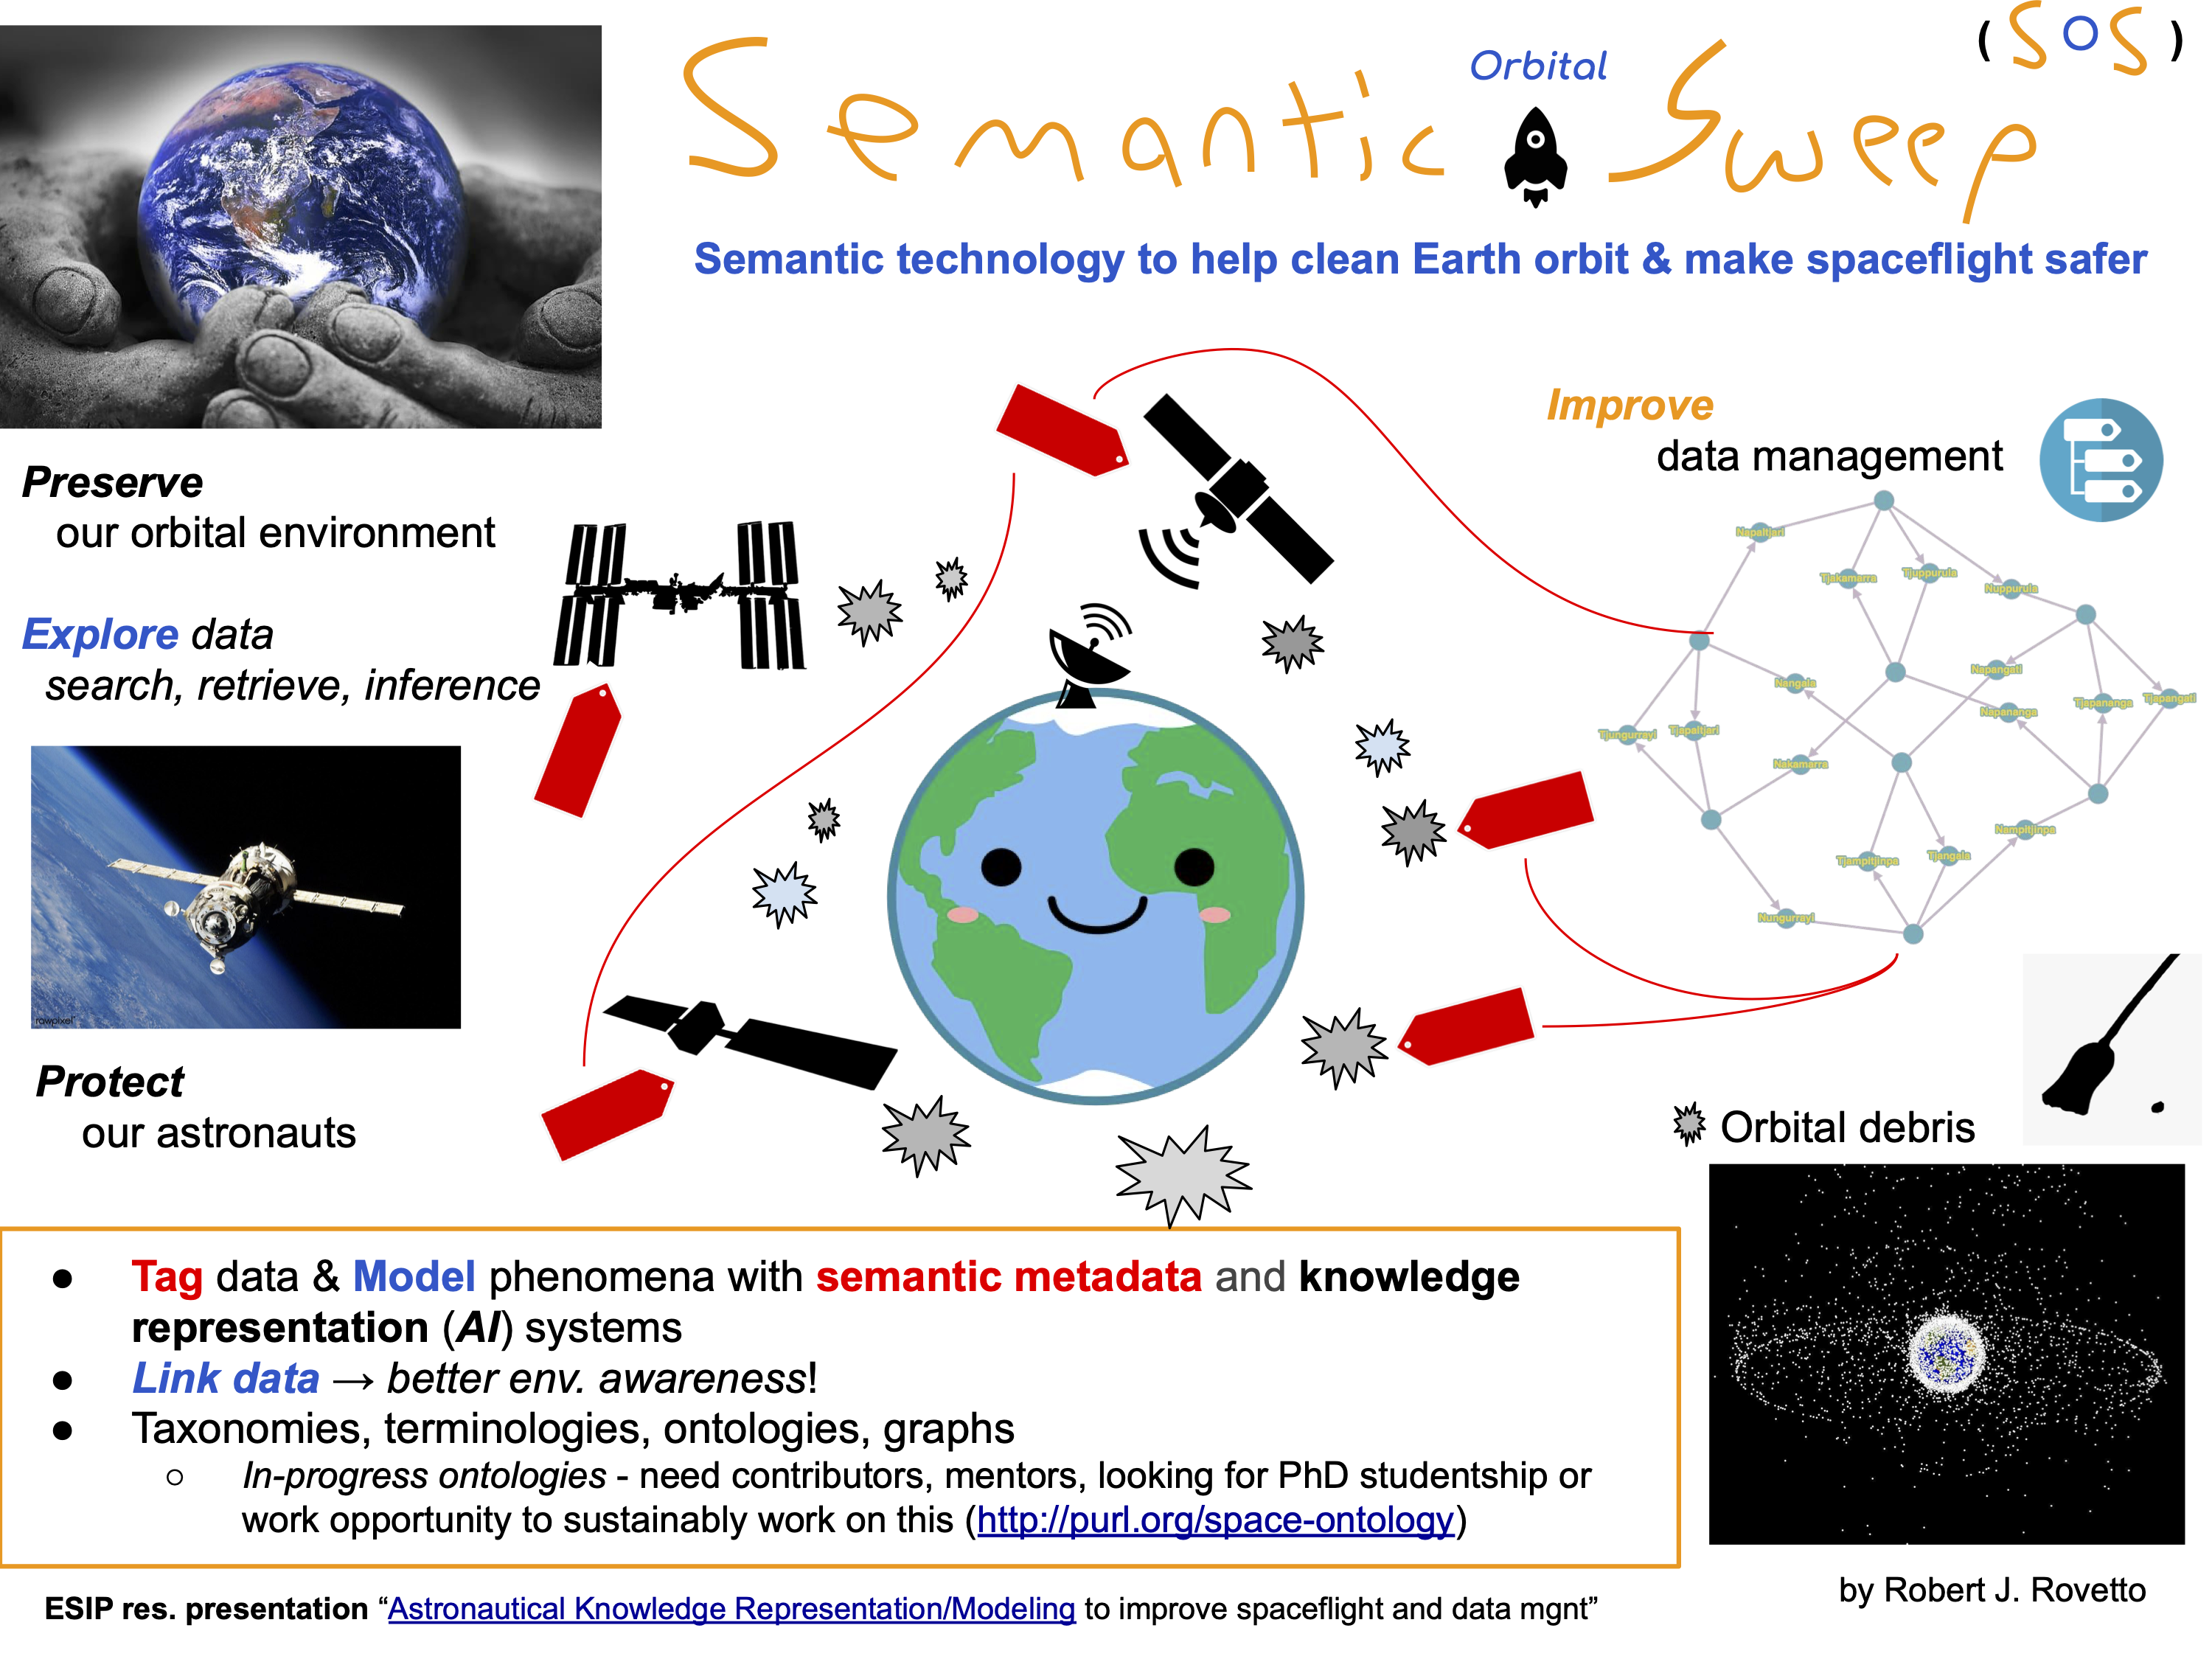 Semantic Orbital Sweep
(SOS)
Semantic technology to help clean Earth orbit & make spaceflight safer
Preserve
our orbital environment
Explore data
search, retrieve, inference
rawpixel
Protect
our astronauts
Improve
data management
Napaltjari
Tjakamarra
Tjuppurula
Nuppurula
Nangala
Napangati
Napananga
Tjapananga
Tjapangati
Tjungurrayi
Tjapaltjari
Nakamarra
Nampitjinpa
Tjampitjinpa
Tjangala
Nungurrayi
Orbital debris
● Tag data & Model phenomena with semantic metadata and knowledge
representation (AI) systems
● Link data → better env. awareness!
● Taxonomies, terminologies, ontologies, graphs
○ In-progress ontologies - need contributors, mentors, looking for PhD studentship or
work opportunity to sustainably work on this (http://purl.org/space-ontology)
ESIP res. presentation “Astronautical Knowledge Representation/Modeling to improve spaceflight and data mgnt”
by Robert J. Rovetto